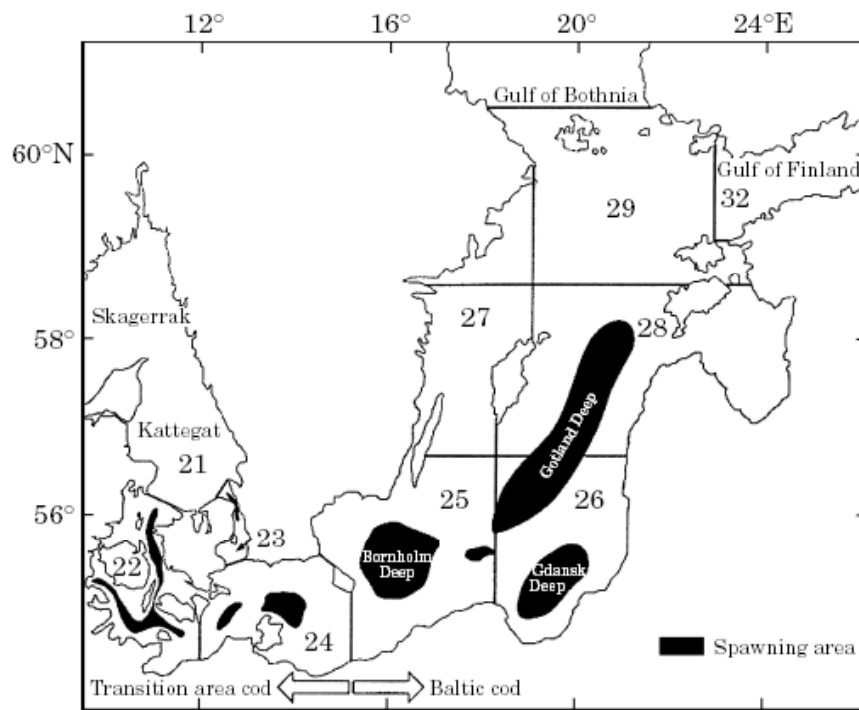 12°
16°
20°
24°E
Gulf of Bothnia
60°N
Gulf of Finland
32
29
Skagerrak
27
28
58°
Gotland Deep
Kattegat
21
25
26
56°
23
22
Bornholm
Deep
Gdansk
Deep
24
Spawning area
Transition area cod
Baltic cod